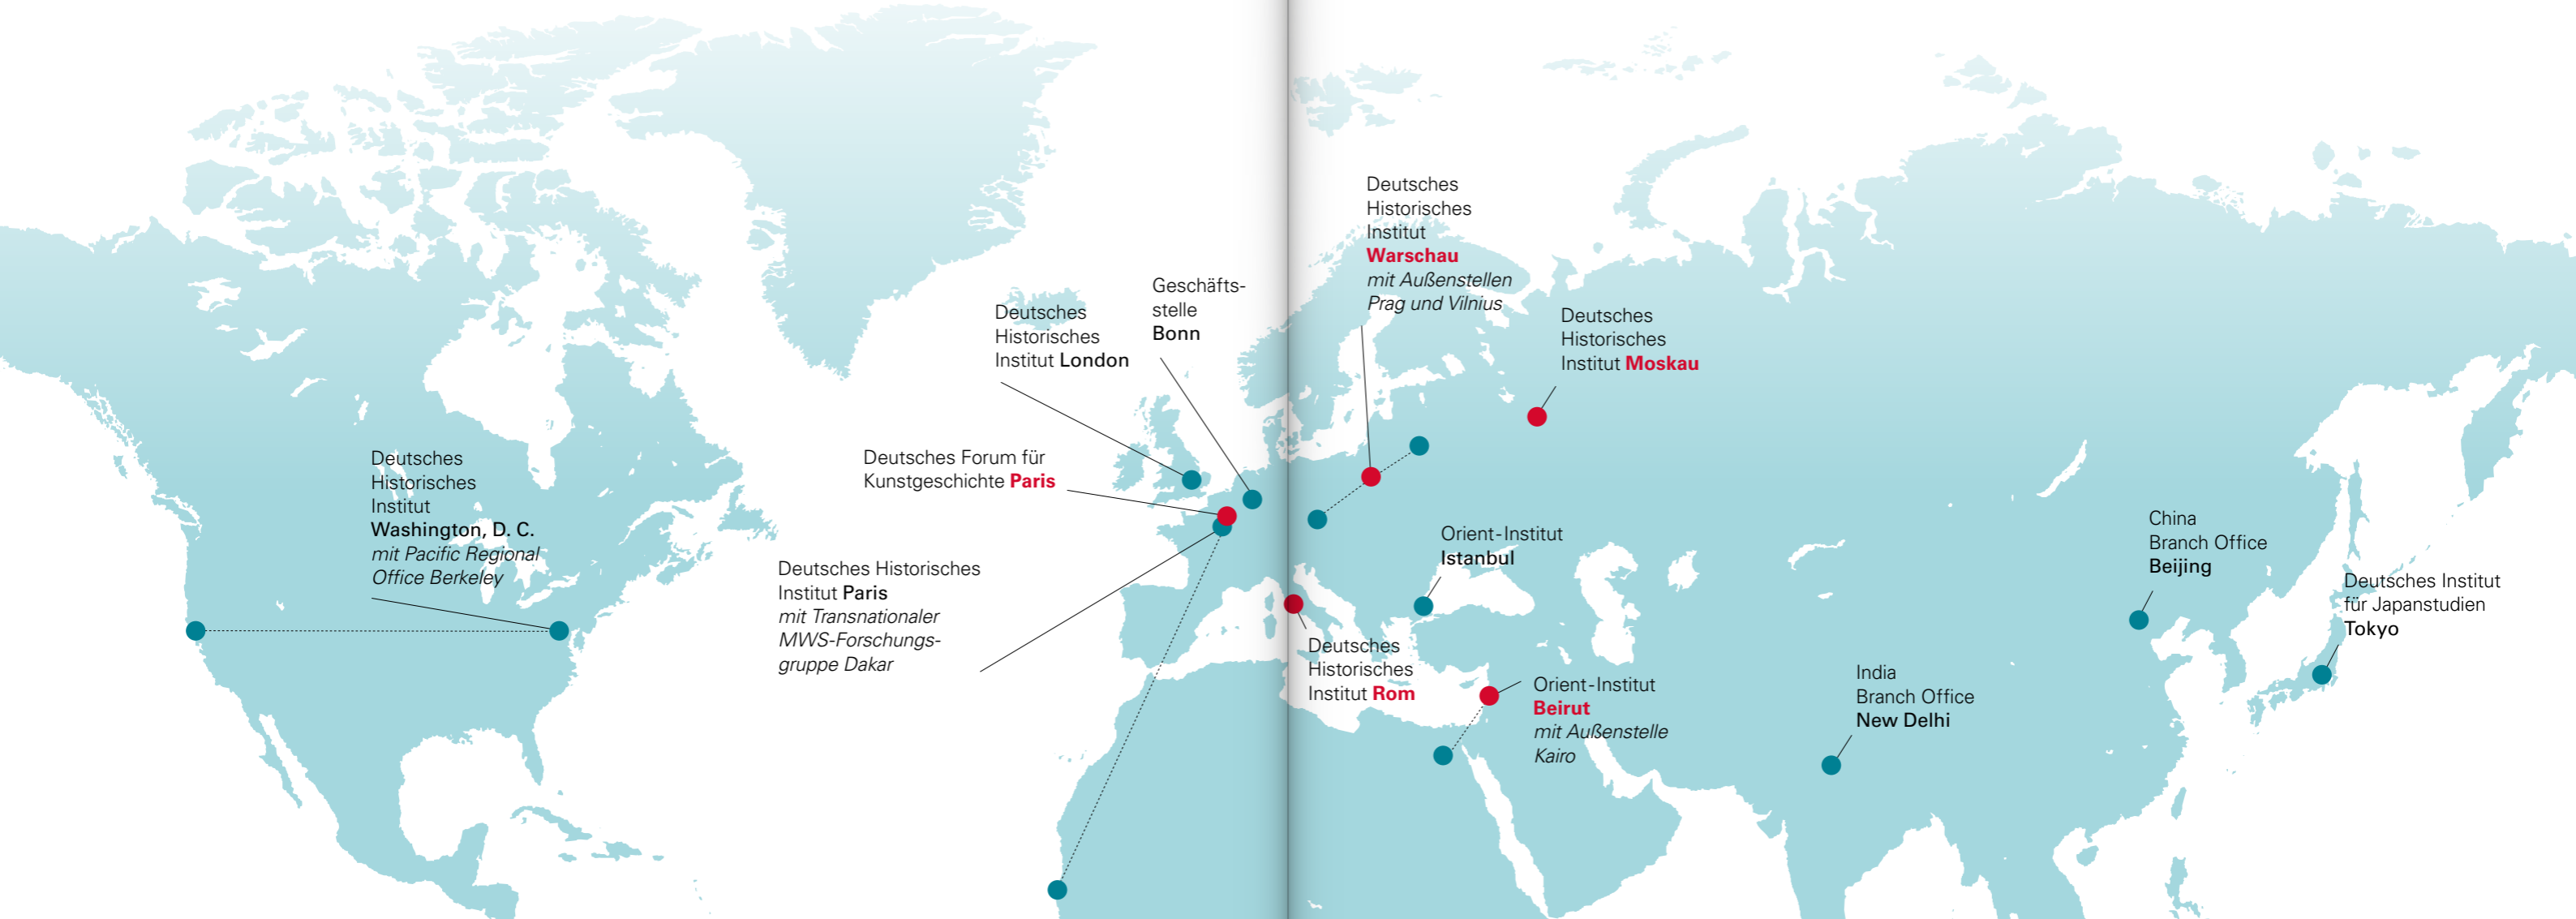 Deutsches
Historisches
Institut
Washington, D. C.
mit Pacific Regional
Office Berkeley
Deutsches
Historisches
Institut London
Geschäfts-
stelle
Bonn
Deutsches Forum für
Kunstgeschichte Paris
Deutsches Historisches
Institut Paris
mit Transnationaler
MWS-Forschungs-
gruppe Dakar
Deutsches
Historisches
Institut
Warschau
mit Außenstellen
Prag und Vilnius
Deutsches
Historisches
Institut Moskau
Orient-Institut
Istanbul
Deutsches
Historisches
Institut Rom
Orient-Institut
Beirut
mit Außenstelle
Kairo
India
Branch Office
New Delhi
China
Branch Office
Beijing
Deutsches Institut
für Japanstudien
Tokyo